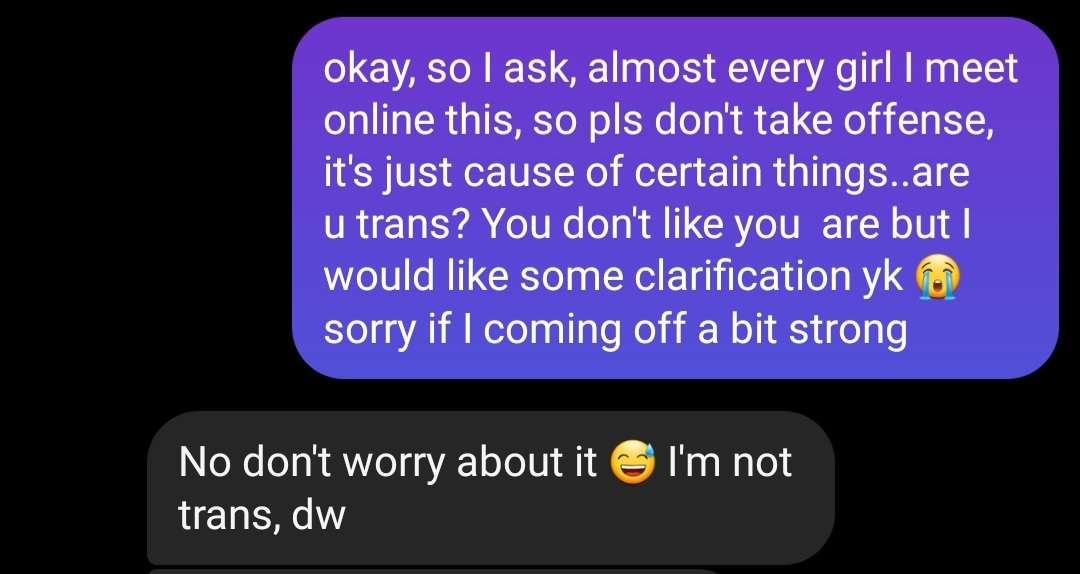 okay, so I ask, almost every girl I meet
online this, so pls don't take offense,
it's just cause of certain things..are
u trans? You don't like you  are but I
would like some clarification yk 😭
sorry if I coming off a bit strong
No don't worry about it 😅 I'm not
trans, dw